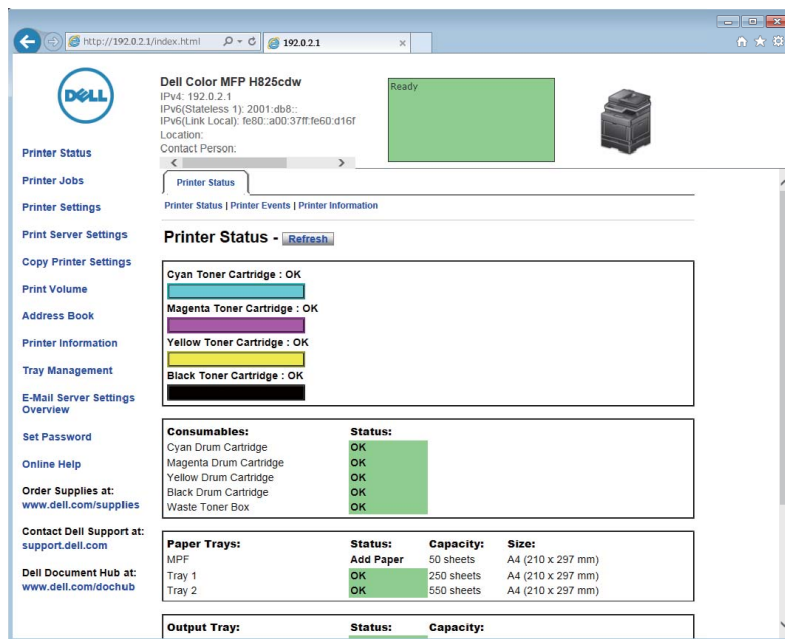 http://192.0.2.1/index.html
192.0.2.1
DELL
Dell Color MFP H825cdw
IPv4: 192.0.2.1
IPv6(Stateless 1): 2001:db8::
IPv6(Link Local): fe80::a00:37ff:fe60:d16f
Location:
Contact Person:
Ready
Printer Status
Printer Jobs
Printer Settings
Print Server Settings
Copy Printer Settings
Print Volume
Address Book
Printer Information
Tray Management
E-Mail Server Settings
Overview
Set Password
Online Help
Order Supplies at:
www.dell.com/supplies
Contact Dell Support at:
support.dell.com
Dell Document Hub at:
www.dell.com/dochub
Printer Status
Printer Status | Printer Events | Printer Information
Printer Status - Refresh
Cyan Toner Cartridge : OK
Magenta Toner Cartridge : OK
Yellow Toner Cartridge : OK
Black Toner Cartridge : OK
Consumables: Status:
Cyan Drum Cartridge OK
Magenta Drum Cartridge OK
Yellow Drum Cartridge OK
Black Drum Cartridge OK
Waste Toner Box OK
Paper Trays: Status: Capacity: Size:
MPF Add Paper 50 sheets A4 (210 x 297 mm)
Tray 1 OK 250 sheets A4 (210 x 297 mm)
Tray 2 OK 550 sheets A4 (210 x 297 mm)
Output Tray: Status: Capacity: